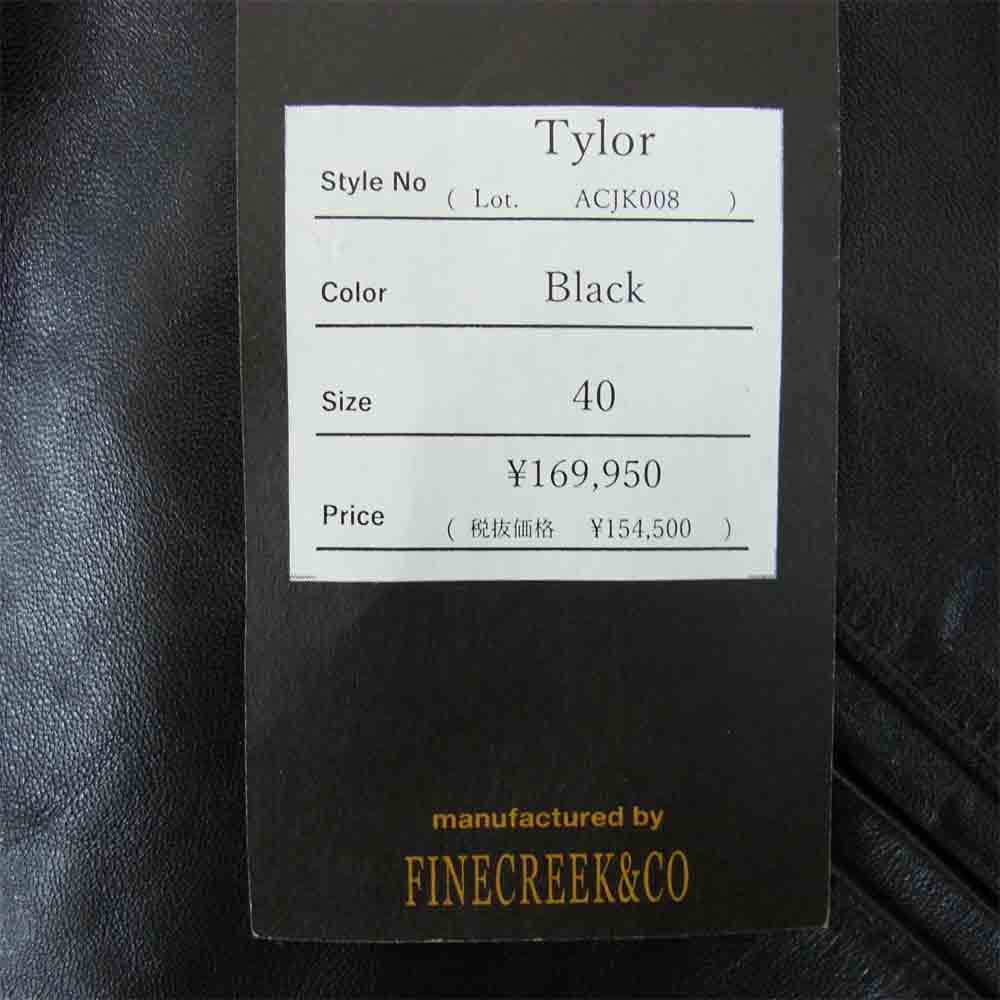 Tylor
Style No ( Lot. ACJK008 )
Color Black
Size 40
¥169,950
Price ( 税抜価格 ¥154,500 )
manufactured by
FINECREEK&CO